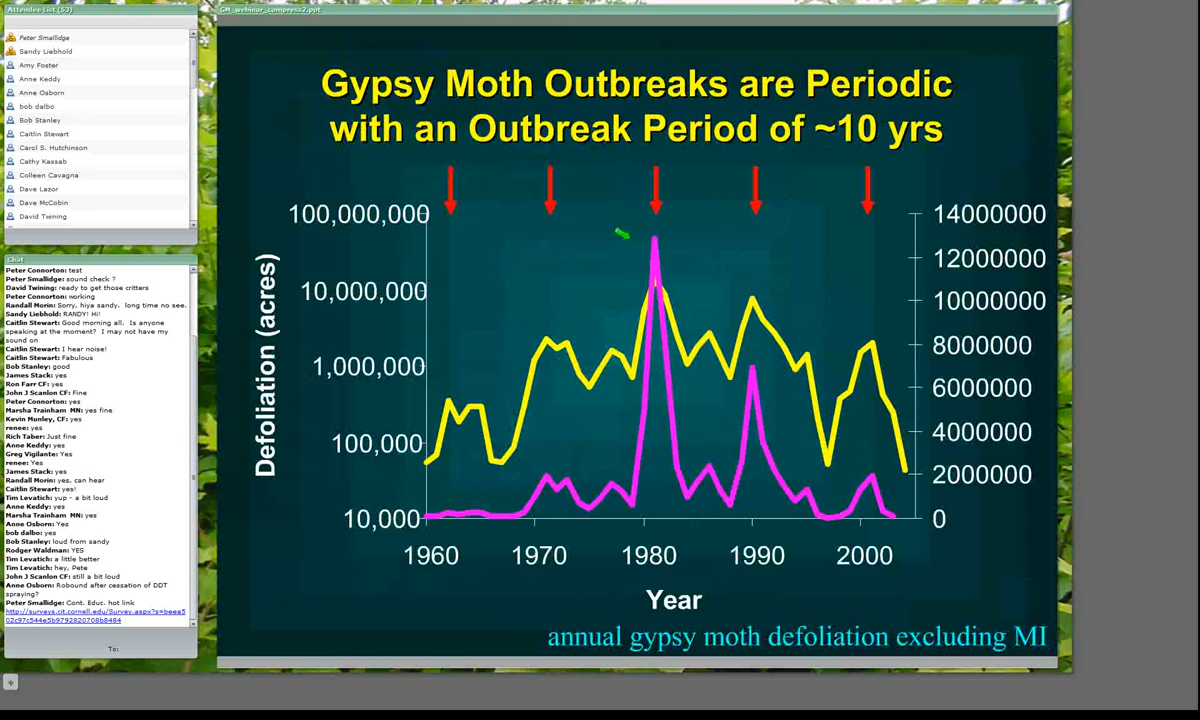 Attendee List (53)
Peter Smallidge
Sandy Liebhold
Amy Foster
Anne Keddy
Anne Osborn
bob dalbo
Bob Stanley
Caitlin Stewart
Carol S. Hutchinson
Cathy Kassab
Colleen Cavagna
Dave Lazor
Dave McCobin
David Twining
Chat
Peter Connorton: test
Peter Smallidge: sound check ?
David Twining: ready to get those critters
Peter Connorton: working
Randall Morin: Sorry, hiya sandy. long time no see.
Sandy Liebhold: RANDY! Hi!
Caitlin Stewart: Good morning all. Is anyone
speaking at the moment? I may not have my
sound on
Caitlin Stewart: I hear noise!
Caitlin Stewart: Fabulous
Bob Stanley: good
James Stack: yes
Ron Farr CF: yes
John J Scanlon CF: Fine
Peter Connorton: yes
Marsha Trainham MN: yes fine
Kevin Munley, CF: yes
renee: yes
Rich Taber: Just fine
Anne Keddy: yes
Greg Vigilante: Yes
renee: Yes
James Stack: yes
Randall Morin: yes, can hear
Caitlin Stewart: yes!
Tim Levatich: yup - a bit loud
Anne Keddy: yes
Marsha Trainham MN: yes
Anne Osborn: Yes
bob dalbo: yes
Bob Stanley: loud from sandy
Rodger Waldman: YES
Tim Levatich: a little better
Tim Levatich: hey, Pete
John J Scanlon CF: still a bit loud
Anne Osborn: Robound after cessation of DDT
spraying?
Peter Smallidge: Cont. Educ. hot link
http://surveys.cit.cornell.edu/Survey.aspx?s=beea5
02c97c544e5b9792820708b8484
To:
GM_webinar_compress2.ppt
Gypsy Moth Outbreaks are Periodic
with an Outbreak Period of ~10 yrs
Defoliation (acres)
100,000,000
10,000,000
1,000,000
100,000
10,000
14000000
12000000
10000000
8000000
6000000
4000000
2000000
0
1960 1970 1980 1990 2000
Year
annual gypsy moth defoliation excluding MI